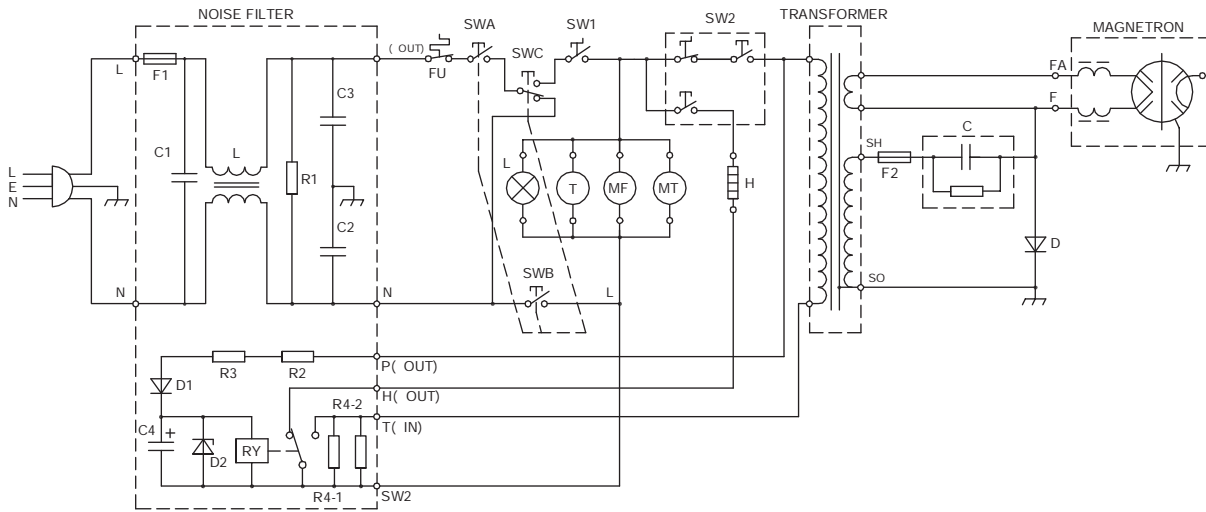 NOISE FILTER
SWA
SW1
SW2
TRANSFORMER
MAGNETRON
( OUT)
SWC
L
F1
FU
FA
F
C3
C
SH
F2
L
E
N
C1
L
R1
L
T
MF
MT
H
C2
D
SWB
SO
N
N
L
P( OUT)
R3
R2
D1
H( OUT)
R4-2
T( IN)
C4
+
D2
RY
R4-1
SW2